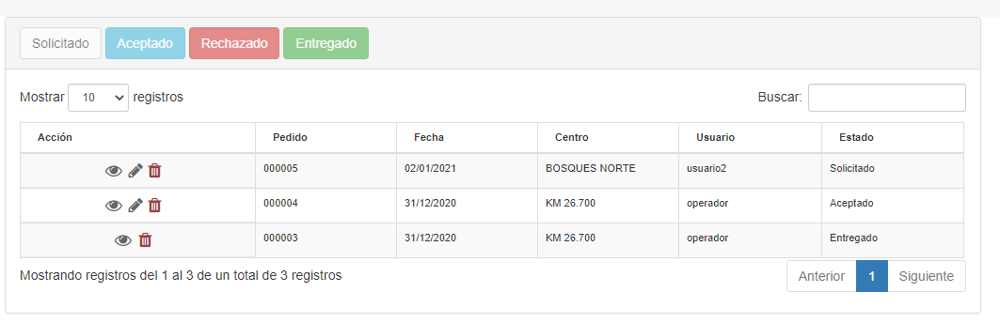 Solicitado Aceptado Rechazado Entregado
Mostrar 10 registros Buscar:
Acción Pedido Fecha Centro Usuario Estado
000005 02/01/2021 BOSQUES NORTE usuario2 Solicitado
000004 31/12/2020 KM 26.700 operador Aceptado
000003 31/12/2020 KM 26.700 operador Entregado
Mostrando registros del 1 al 3 de un total de 3 registros Anterior 1 Siguiente